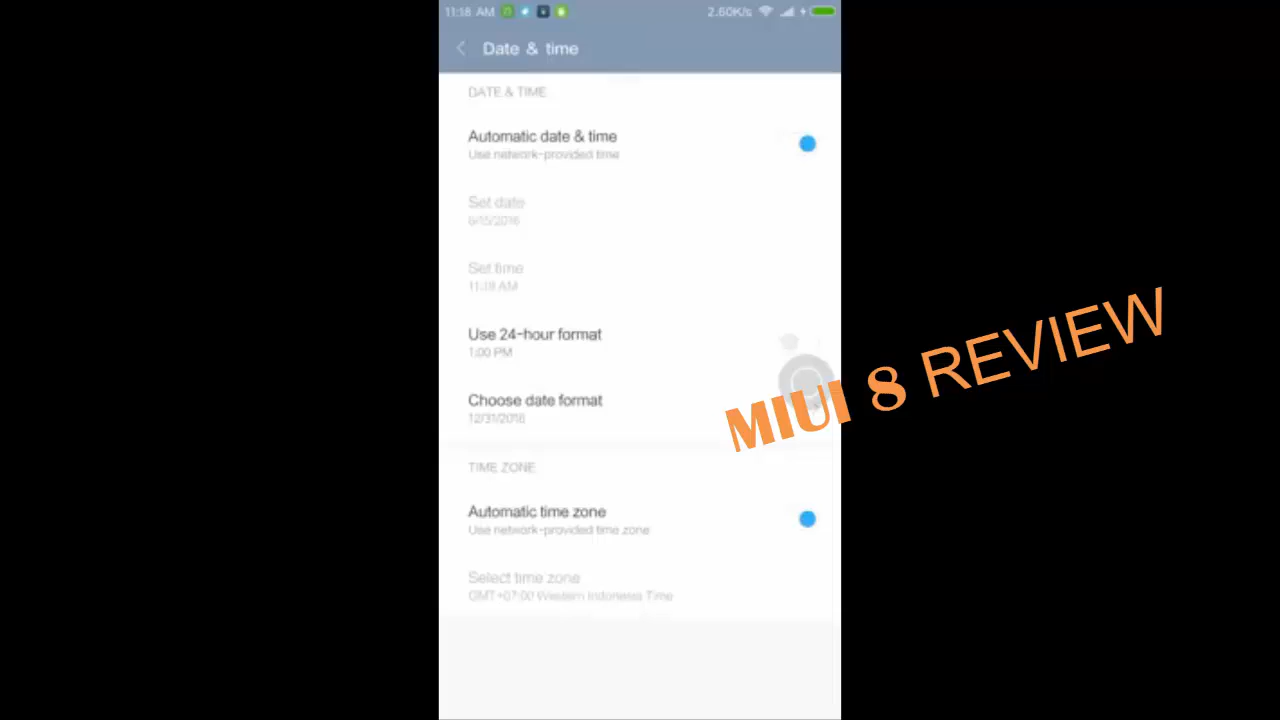 11:18 AM
2.60K/s
Date & time
DATE & TIME
Automatic date & time
Use network-provided time
Set date
6/15/2016
Set time
11:18 AM
Use 24-hour format
1:00 PM
Choose date format
12/31/2016
MIUI 8 REVIEW
TIME ZONE
Automatic time zone
Use network-provided time zone
Select time zone
GMT+07:00 Western Indonesia Time